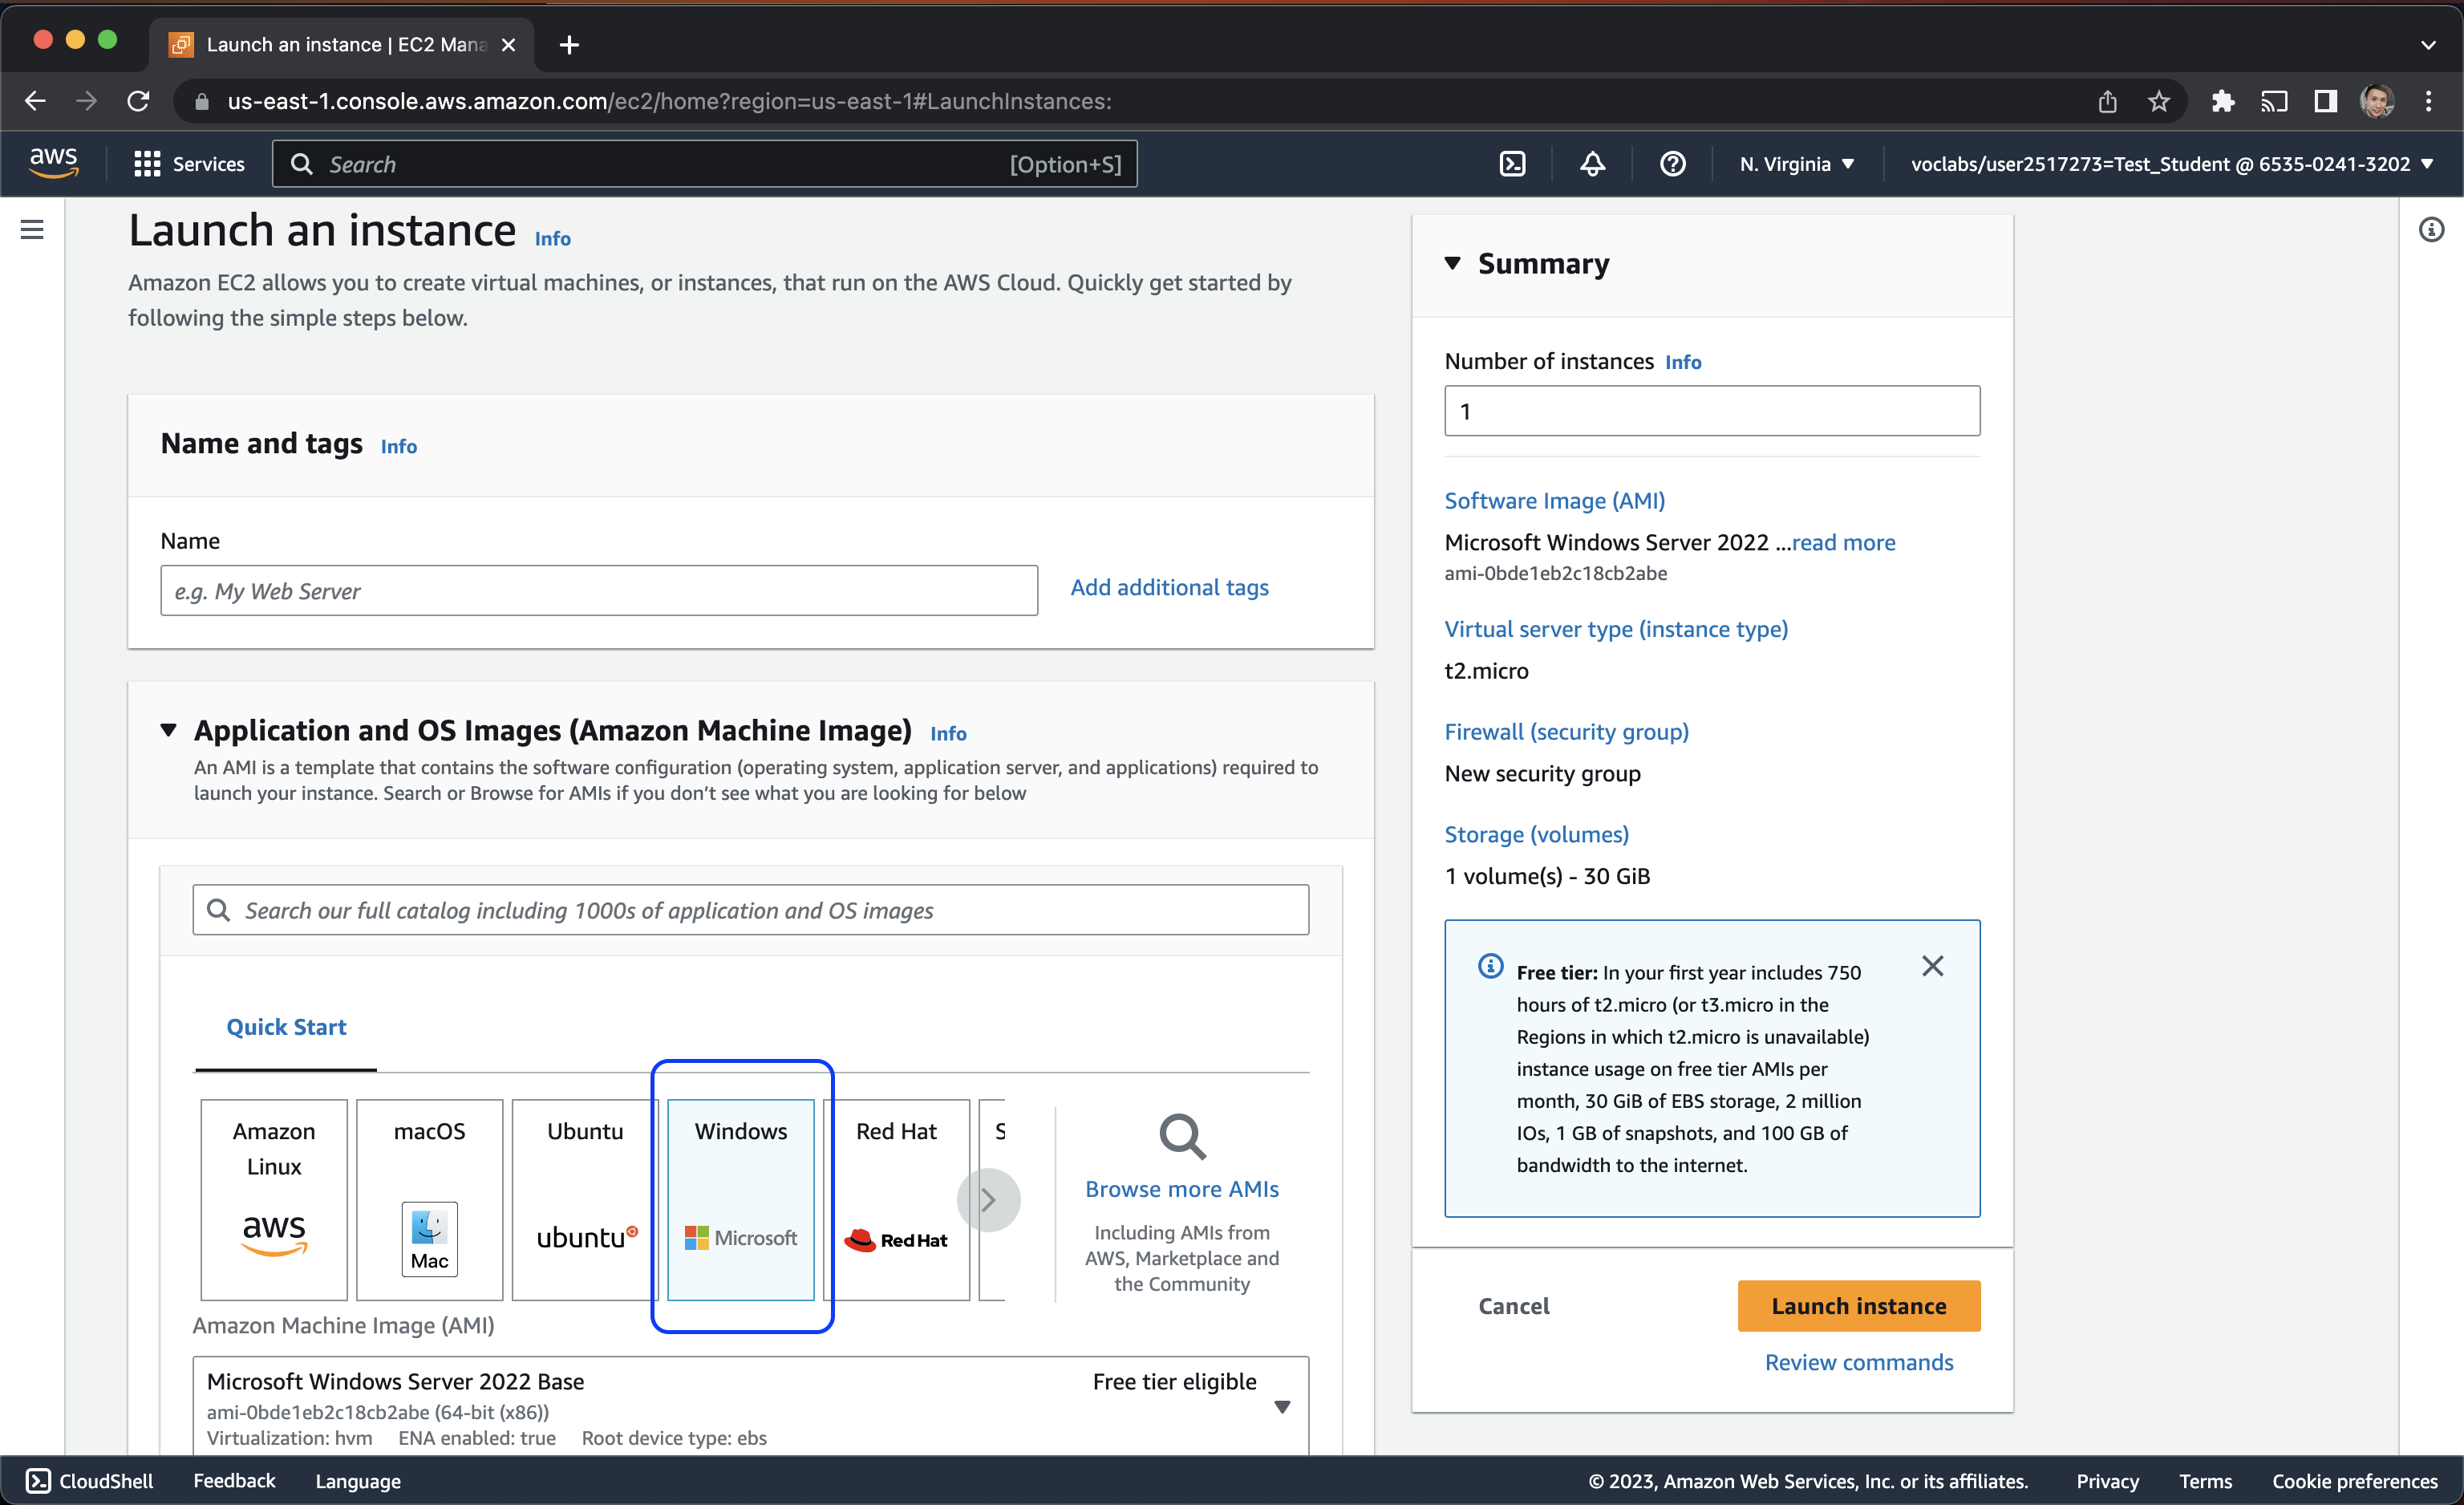 Launch an instance | EC2 Mana
us-east-1.console.aws.amazon.com/ec2/home?region=us-east-1#LaunchInstances:
aws
Services
Search
[Option+S]
N. Virginia
voclabs/user2517273=Test_Student @ 6535-0241-3202
Launch an instance Info
Amazon EC2 allows you to create virtual machines, or instances, that run on the AWS Cloud. Quickly get started by
following the simple steps below.
Name and tags Info
Name
e.g. My Web Server
Add additional tags
Application and OS Images (Amazon Machine Image) Info
An AMI is a template that contains the software configuration (operating system, application server, and applications) required to
launch your instance. Search or Browse for AMIs if you don’t see what you are looking for below
Search our full catalog including 1000s of application and OS images
Quick Start
Amazon
Linux
aws
macOS
Mac
Ubuntu
ubuntu
Windows
Microsoft
Red Hat
Red Hat
S
Browse more AMIs
Including AMIs from
AWS, Marketplace and
the Community
Amazon Machine Image (AMI)
Microsoft Windows Server 2022 Base
Free tier eligible
ami-0bde1eb2c18cb2abe (64-bit (x86))
Virtualization: hvm ENA enabled: true Root device type: ebs
Summary
Number of instances Info
1
Software Image (AMI)
Microsoft Windows Server 2022 ...read more
ami-0bde1eb2c18cb2abe
Virtual server type (instance type)
t2.micro
Firewall (security group)
New security group
Storage (volumes)
1 volume(s) - 30 GiB
Free tier: In your first year includes 750
hours of t2.micro (or t3.micro in the
Regions in which t2.micro is unavailable)
instance usage on free tier AMIs per
month, 30 GiB of EBS storage, 2 million
IOs, 1 GB of snapshots, and 100 GB of
bandwidth to the internet.
Cancel
Launch instance
Review commands
CloudShell
Feedback
Language
© 2023, Amazon Web Services, Inc. or its affiliates.
Privacy
Terms
Cookie preferences